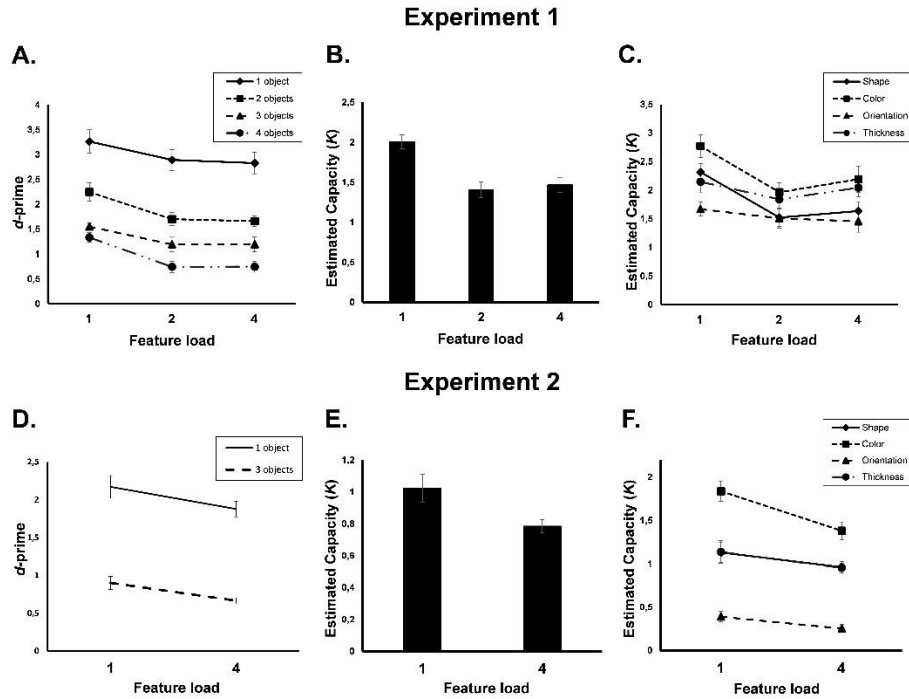 Experiment 1
A.
1 object
2 objects
3 objects
4 objects
4
3,5
3
2,5
2
1,5
1
0,5
0
d-prime
1 2 4
Feature load
B.
2,5
2
1,5
1
0,5
0
Estimated Capacity (K)
1 2 4
Feature load
C.
Shape
Color
Orientation
Thickness
3,5
3
2,5
2
1,5
1
0,5
0
Estimated Capacity (K)
1 2 4
Feature load
Experiment 2
D.
1 object
3 objects
2,5
2
1,5
1
0,5
0
d-prime
1 4
Feature load
E.
1,2
1
0,8
0,6
0,4
0,2
0
Estimated Capacity (K)
1 4
Feature load
F.
Shape
Color
Orientation
Thickness
2
1,5
1
0,5
0
Estimated Capacity (K)
1 4
Feature load